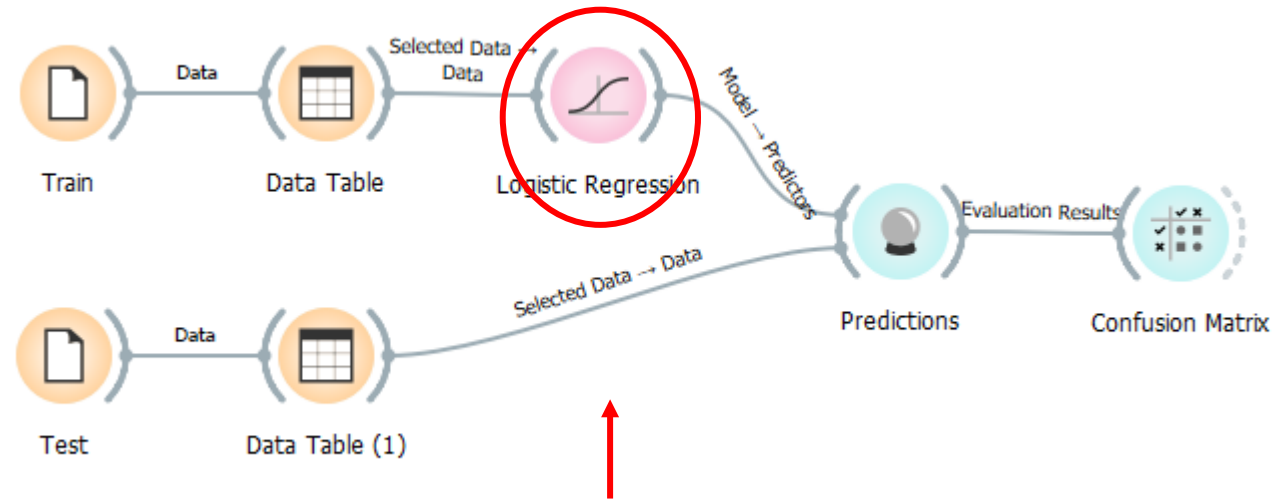 Selected Data →
Data
Data
Train
Data Table
Logistic Regression
Model → Predictors
Evaluation Results
Selected Data → Data
Predictions
Confusion Matrix
Data
Test
Data Table (1)